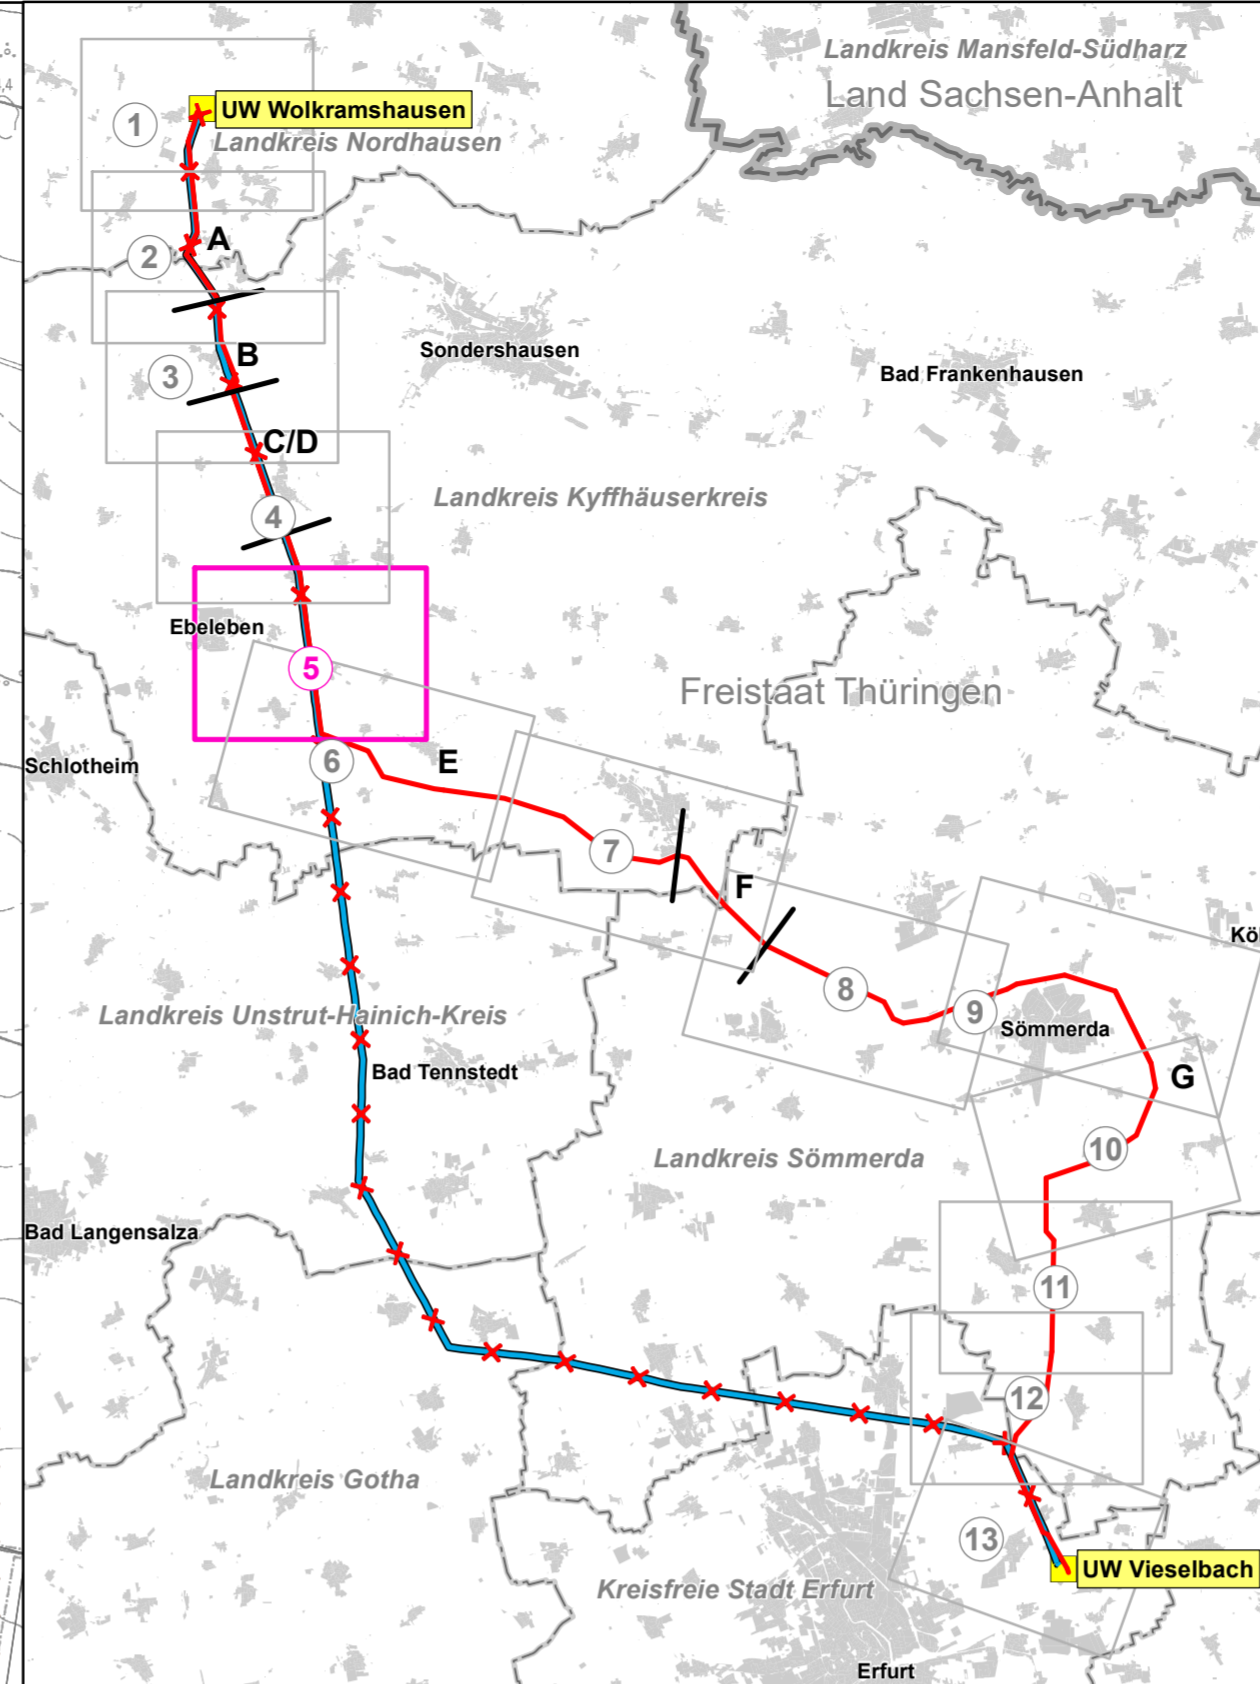 Landkreis Mansfeld-Südharz
Land Sachsen-Anhalt
4,4
UW Wolkramshausen
1
Landkreis Nordhausen
A
2
B
3
Sondershausen
Bad Frankenhausen
C/D
Landkreis Kyffhäuserkreis
4
Ebeleben
5
Freistaat Thüringen
6
E
Schlotheim
7
F
Kö
8
9
Landkreis Unstrut-Hainich-Kreis
Sömmerda
Bad Tennstedt
G
10
Landkreis Sömmerda
Bad Langensalza
11
12
Landkreis Gotha
13
UW Vieselbach
Kreisfreie Stadt Erfurt
Erfurt